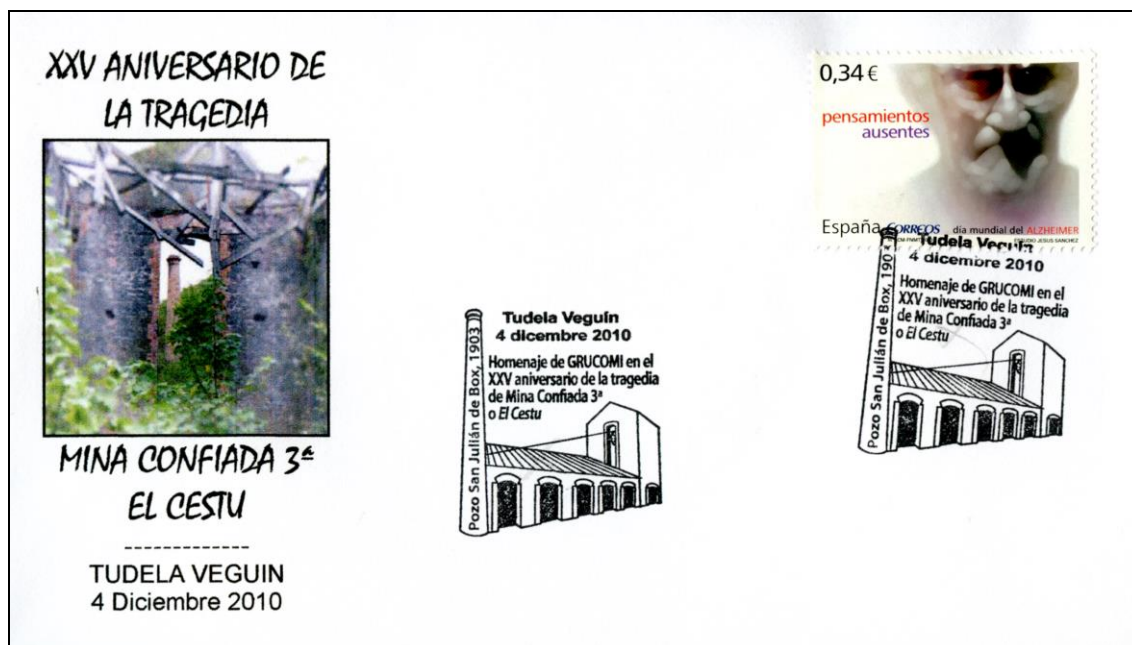 XXV ANIVERSARIO DE
LA TRAGEDIA
MINA CONFIADA 3ª
EL CESTU
-------------
TUDELA VEGUIN
4 Diciembre 2010
Pozo San Julián de Box, 1903
Tudela Veguín
4 dicembre 2010
Homenaje de GRUCOMI en el
XXV aniversario de la tragedia
de Mina Confiada 3ª
o El Cestu
0,34 €
pensamientos
ausentes
España CORREOS día mundial del ALZHEIMER
Pozo San Julián de Box, 1903
Tudela Veguín
4 dicembre 2010
Homenaje de GRUCOMI en el
XXV aniversario de la tragedia
de Mina Confiada 3ª
o El Cestu